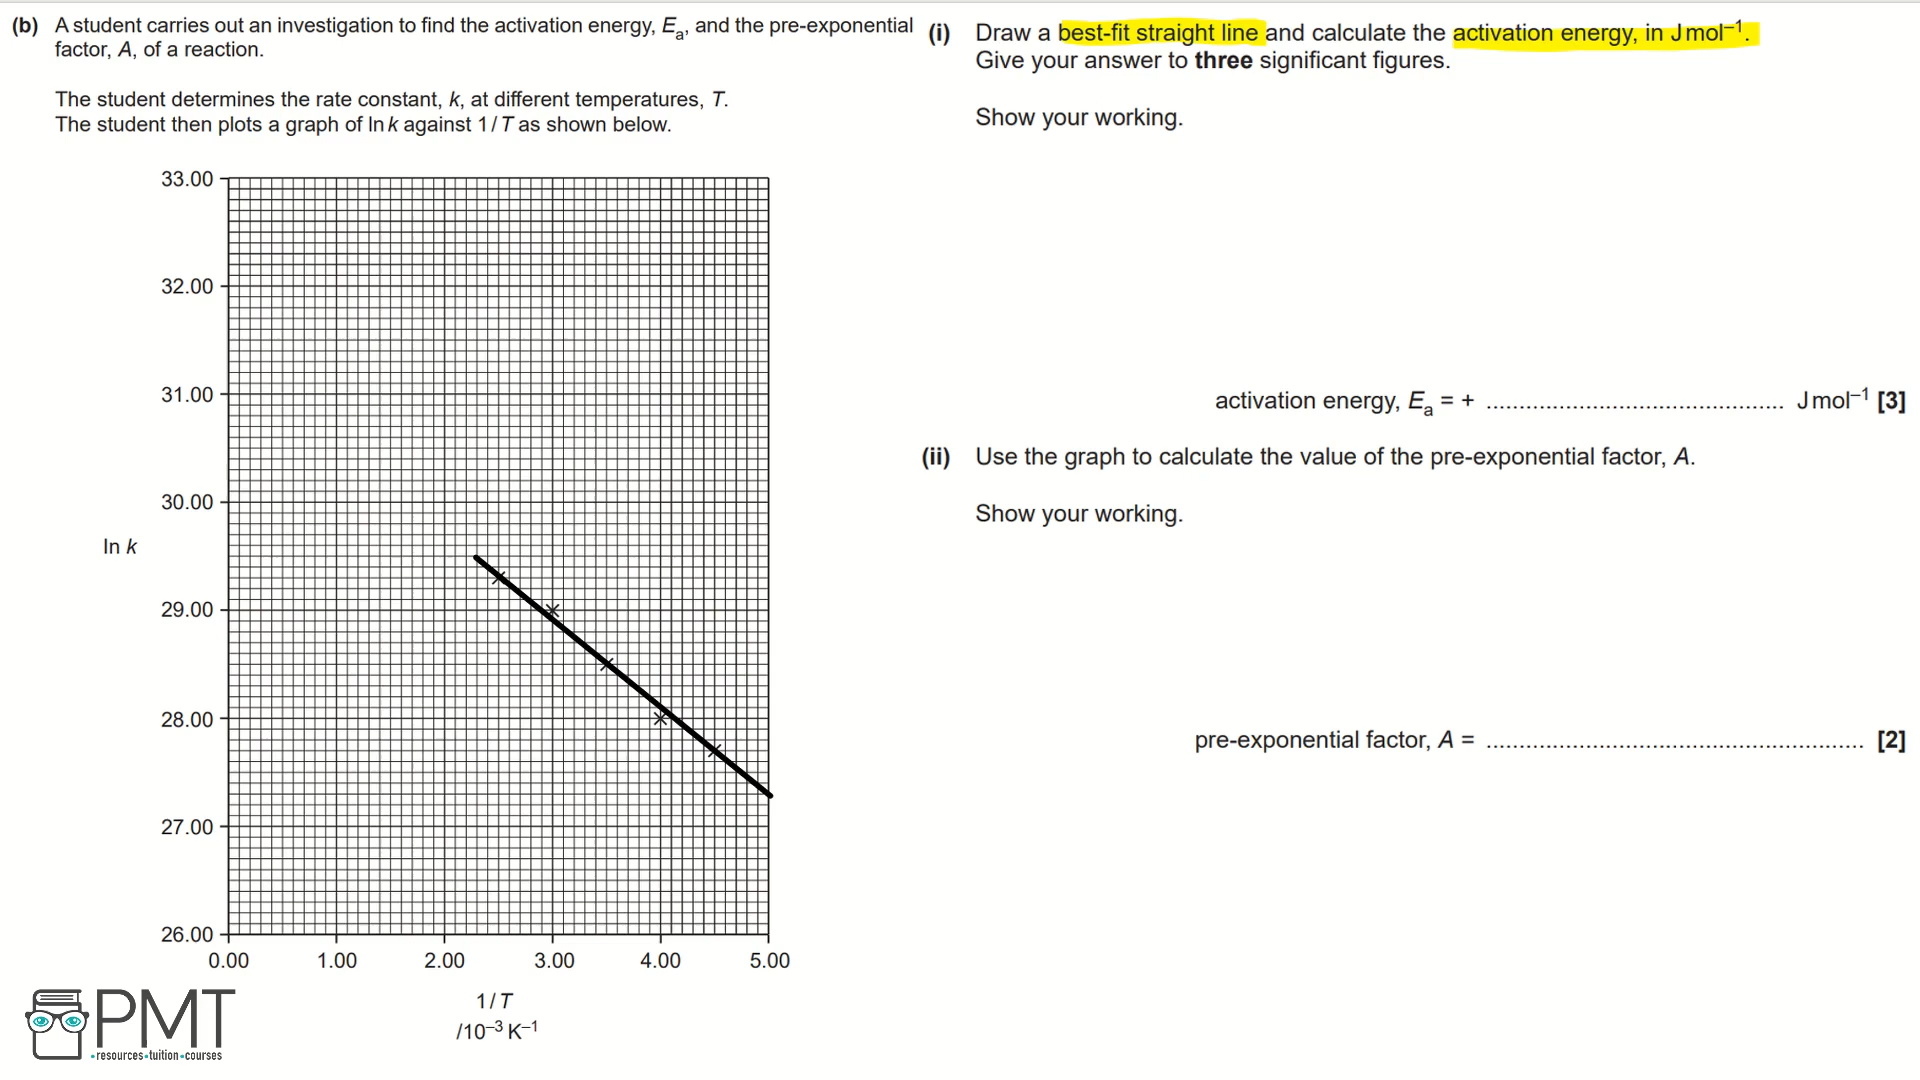 (b) A student carries out an investigation to find the activation energy, Ea, and the pre-exponential
factor, A, of a reaction.
The student determines the rate constant, k, at different temperatures, T.
The student then plots a graph of ln k against 1/T as shown below.
33.00
32.00
31.00
30.00
ln k
29.00
28.00
27.00
26.00
0.00 1.00 2.00 3.00 4.00 5.00
1/T
/10⁻³ K⁻¹
PMT
•resources•tuition•courses
(i) Draw a best-fit straight line and calculate the activation energy, in J mol⁻¹.
Give your answer to three significant figures.
Show your working.
activation energy, Ea = + ............................................. J mol⁻¹ [3]
(ii) Use the graph to calculate the value of the pre-exponential factor, A.
Show your working.
pre-exponential factor, A = ......................................................... [2]